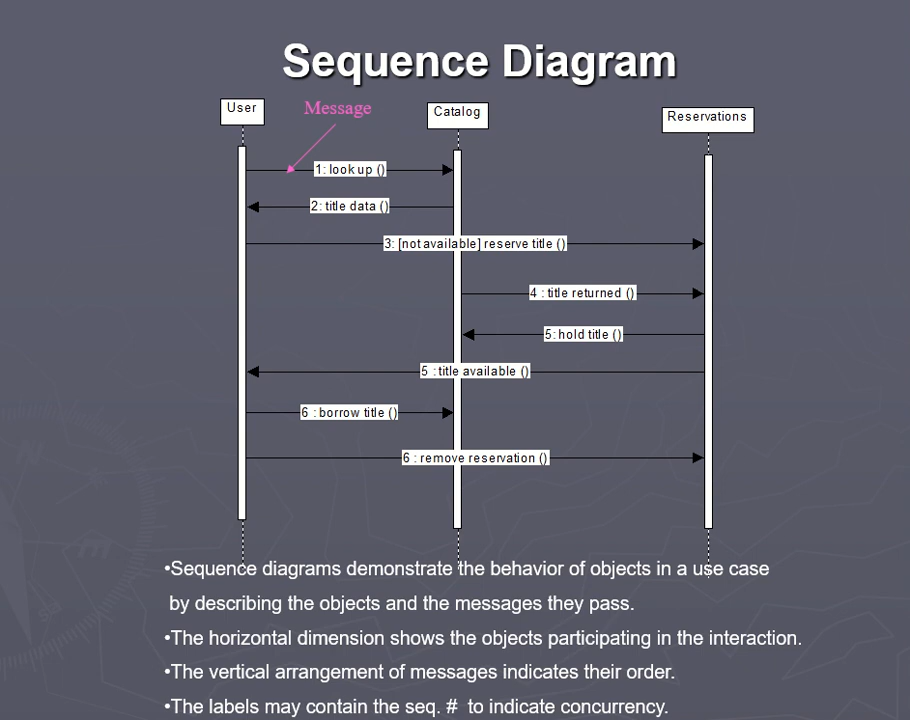 Sequence Diagram
User
Message
Catalog
Reservations
1: look up ()
2: title data ()
3: [not available] reserve title ()
4 : title returned ()
5: hold title ()
5 : title available ()
6 : borrow title ()
6 : remove reservation ()
•Sequence diagrams demonstrate the behavior of objects in a use case
by describing the objects and the messages they pass.
•The horizontal dimension shows the objects participating in the interaction.
•The vertical arrangement of messages indicates their order.
•The labels may contain the seq. # to indicate concurrency.